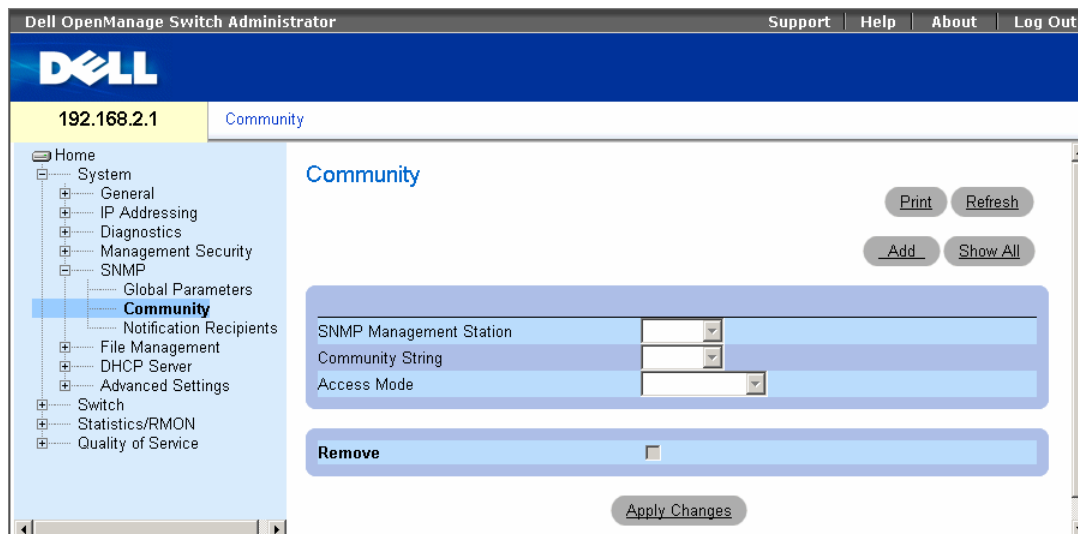 Dell OpenManage Switch Administrator Support Help About Log Out
DELL
192.168.2.1 Community
Home
System
General
IP Addressing
Diagnostics
Management Security
SNMP
Global Parameters
Community
Notification Recipients
File Management
DHCP Server
Advanced Settings
Switch
Statistics/RMON
Quality of Service
Community
Print Refresh
Add Show All
SNMP Management Station
Community String
Access Mode
Remove
Apply Changes